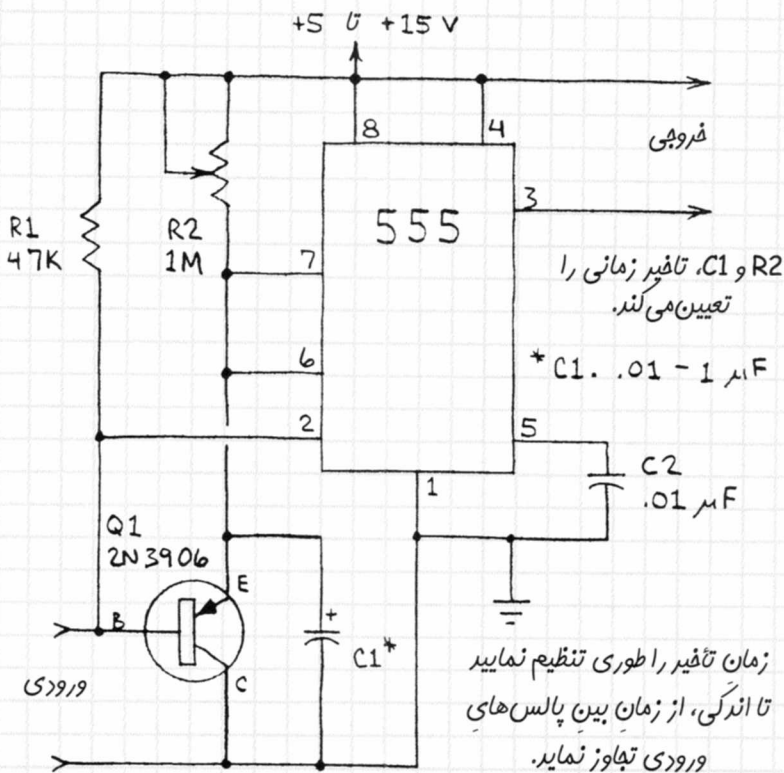 +5 تا +15 V
8
4
خروجی
3
555
R1
47K
R2
1M
7
R2 و C1، تاخیر زمانی را
تعیین می‌کند.
6
* C1. .01 - 1 µF
2
5
C2
.01 µF
1
Q1
2N3906
E
B
C1*
C
ورودی
زمانِ تأخیر را طوری تنظیم نمایید
تا اندکی، از زمانِ بینِ پالس‌هایِ
ورودی تجاوز نماید.